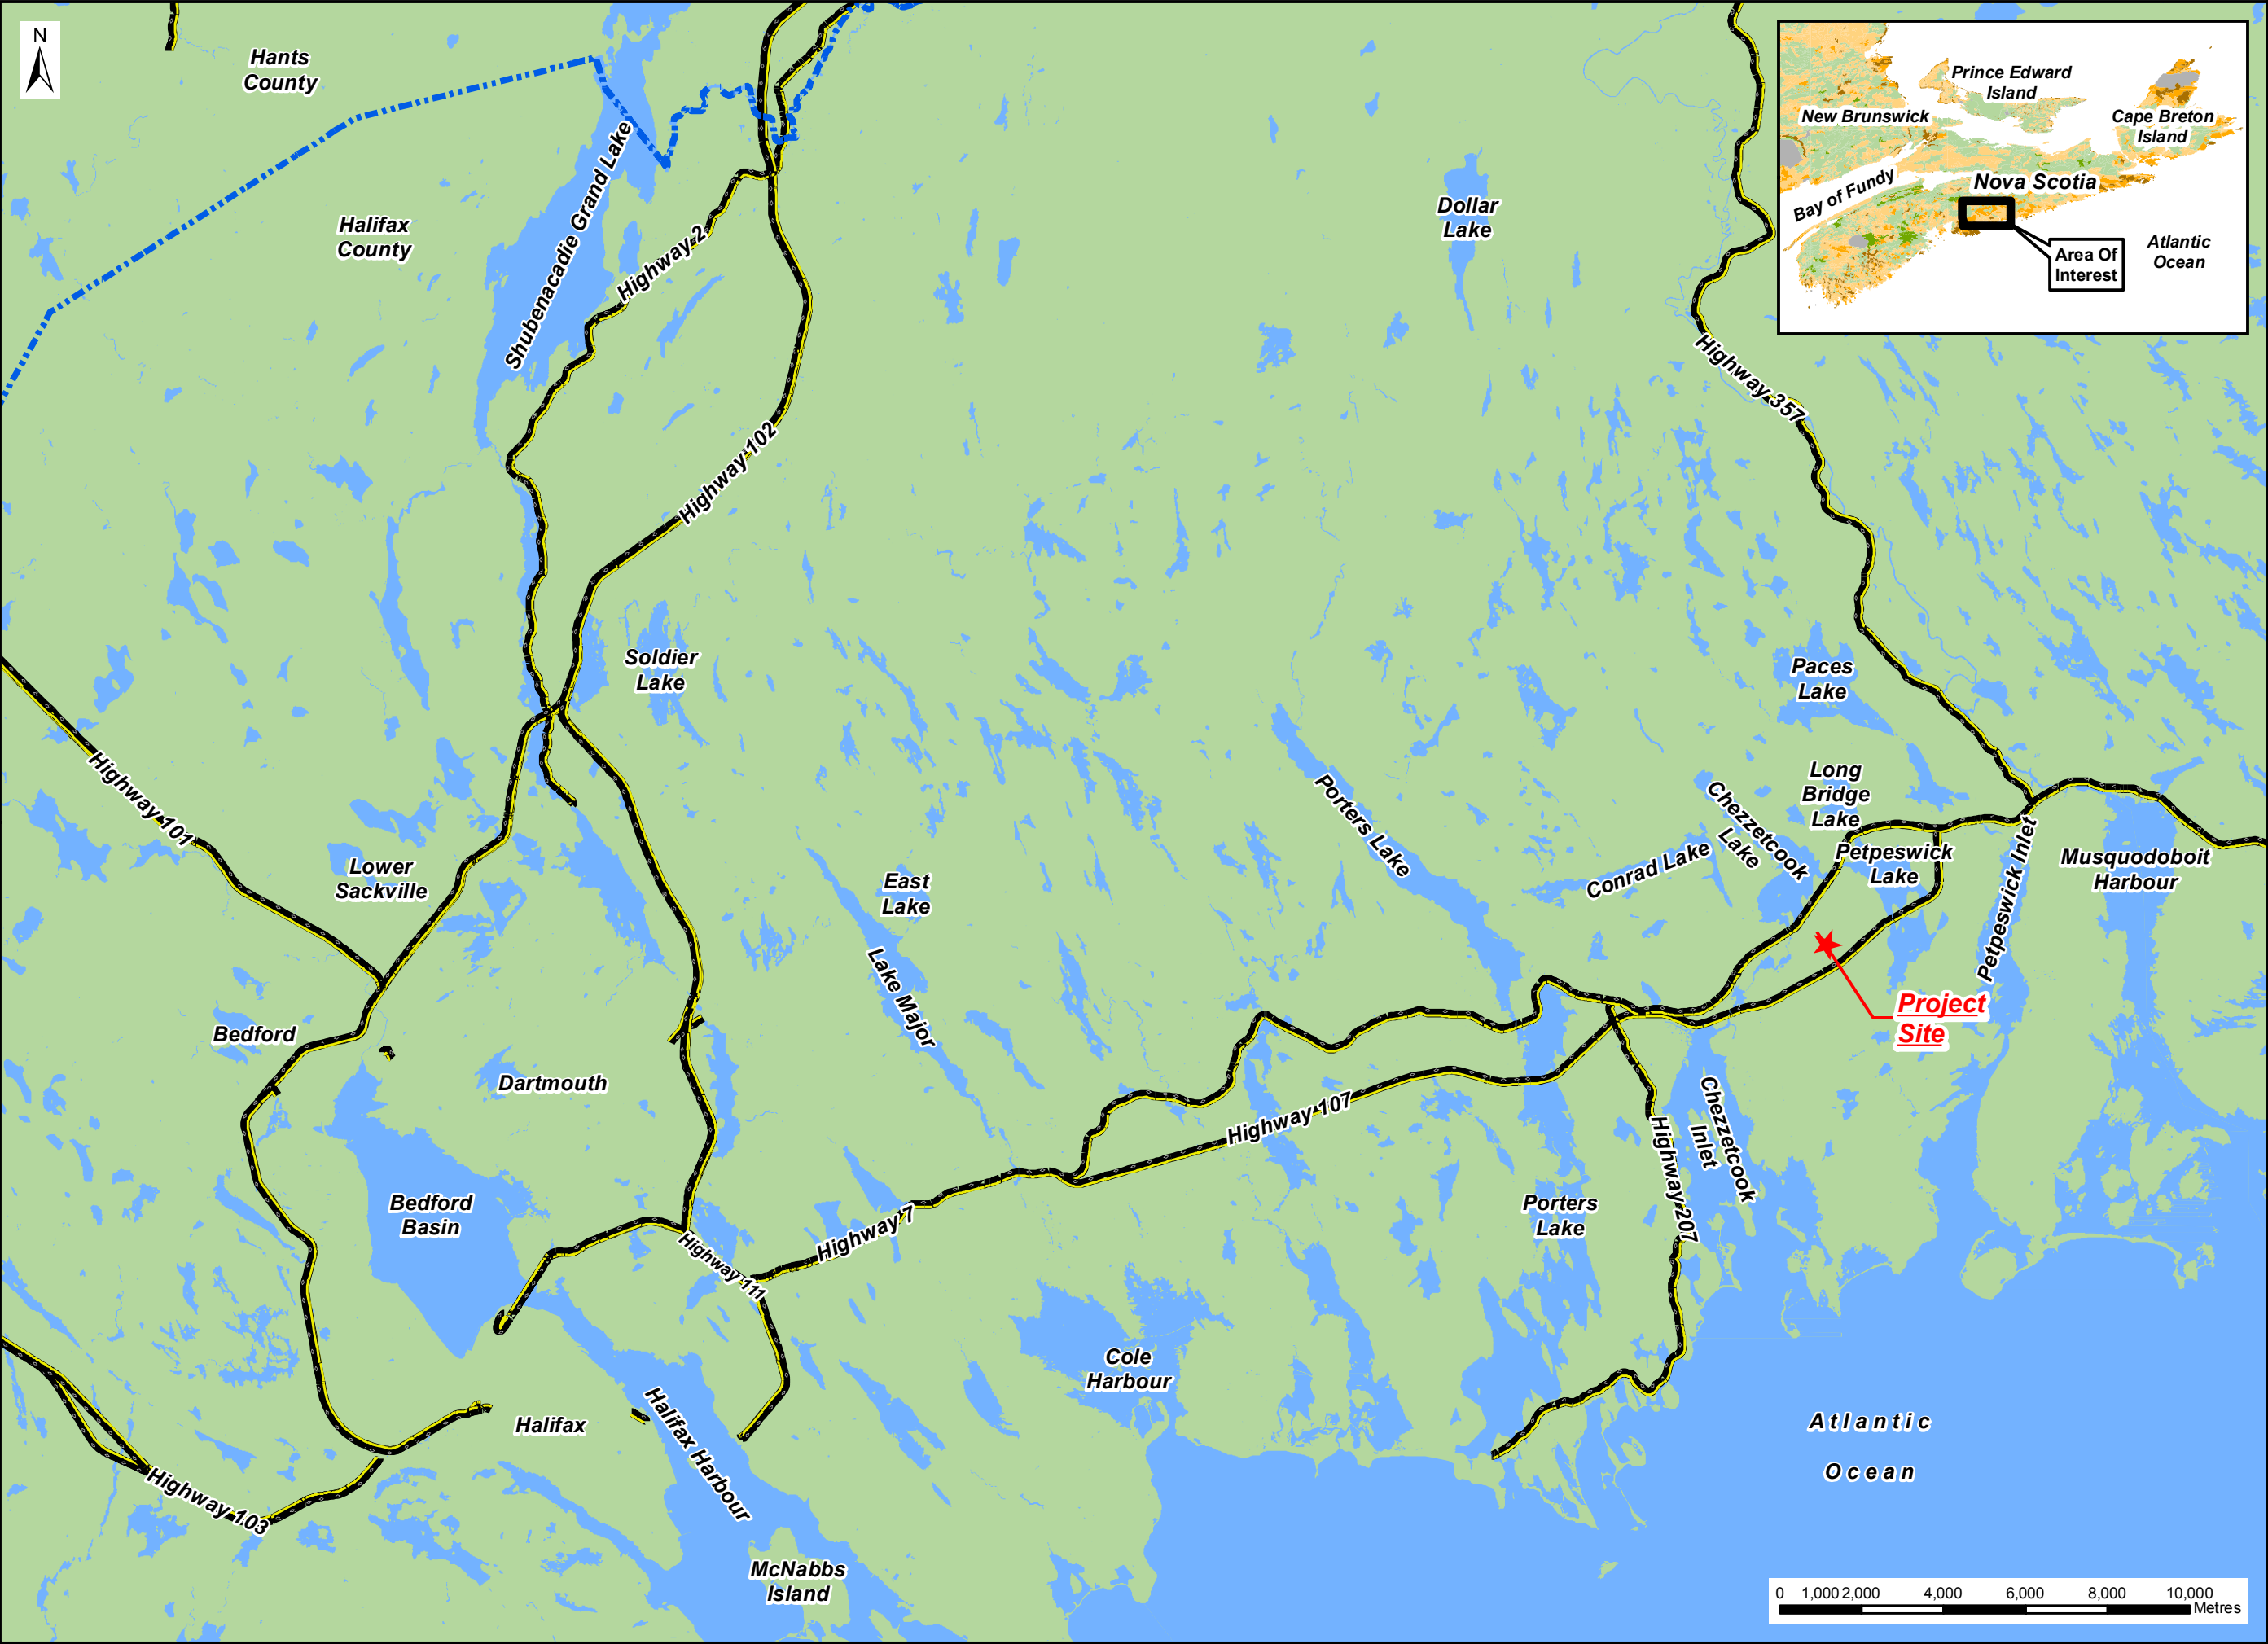 N
Hants
County
Halifax
County
Shubenacadie Grand Lake
Highway 2
Highway 102
Dollar
Lake
Highway 357
Prince Edward
Island
New Brunswick
Cape Breton
Island
Bay of Fundy
Nova Scotia
Area Of
Interest
Atlantic
Ocean
Soldier
Lake
Paces
Lake
Highway 101
Lower
Sackville
East
Lake
Lake Major
Porters Lake
Conrad Lake
Chezzetcook
Lake
Long
Bridge
Lake
Petpeswick
Lake
Petpeswick Inlet
Musquodoboit
Harbour
Project
Site
Bedford
Dartmouth
Bedford
Basin
Highway 107
Highway 7
Highway 111
Highway 207
Chezzetcook
Inlet
Porters
Lake
Cole
Harbour
Halifax
Halifax Harbour
Highway 103
McNabbs
Island
Atlantic
Ocean
0 1,000 2,000 4,000 6,000 8,000 10,000
Metres